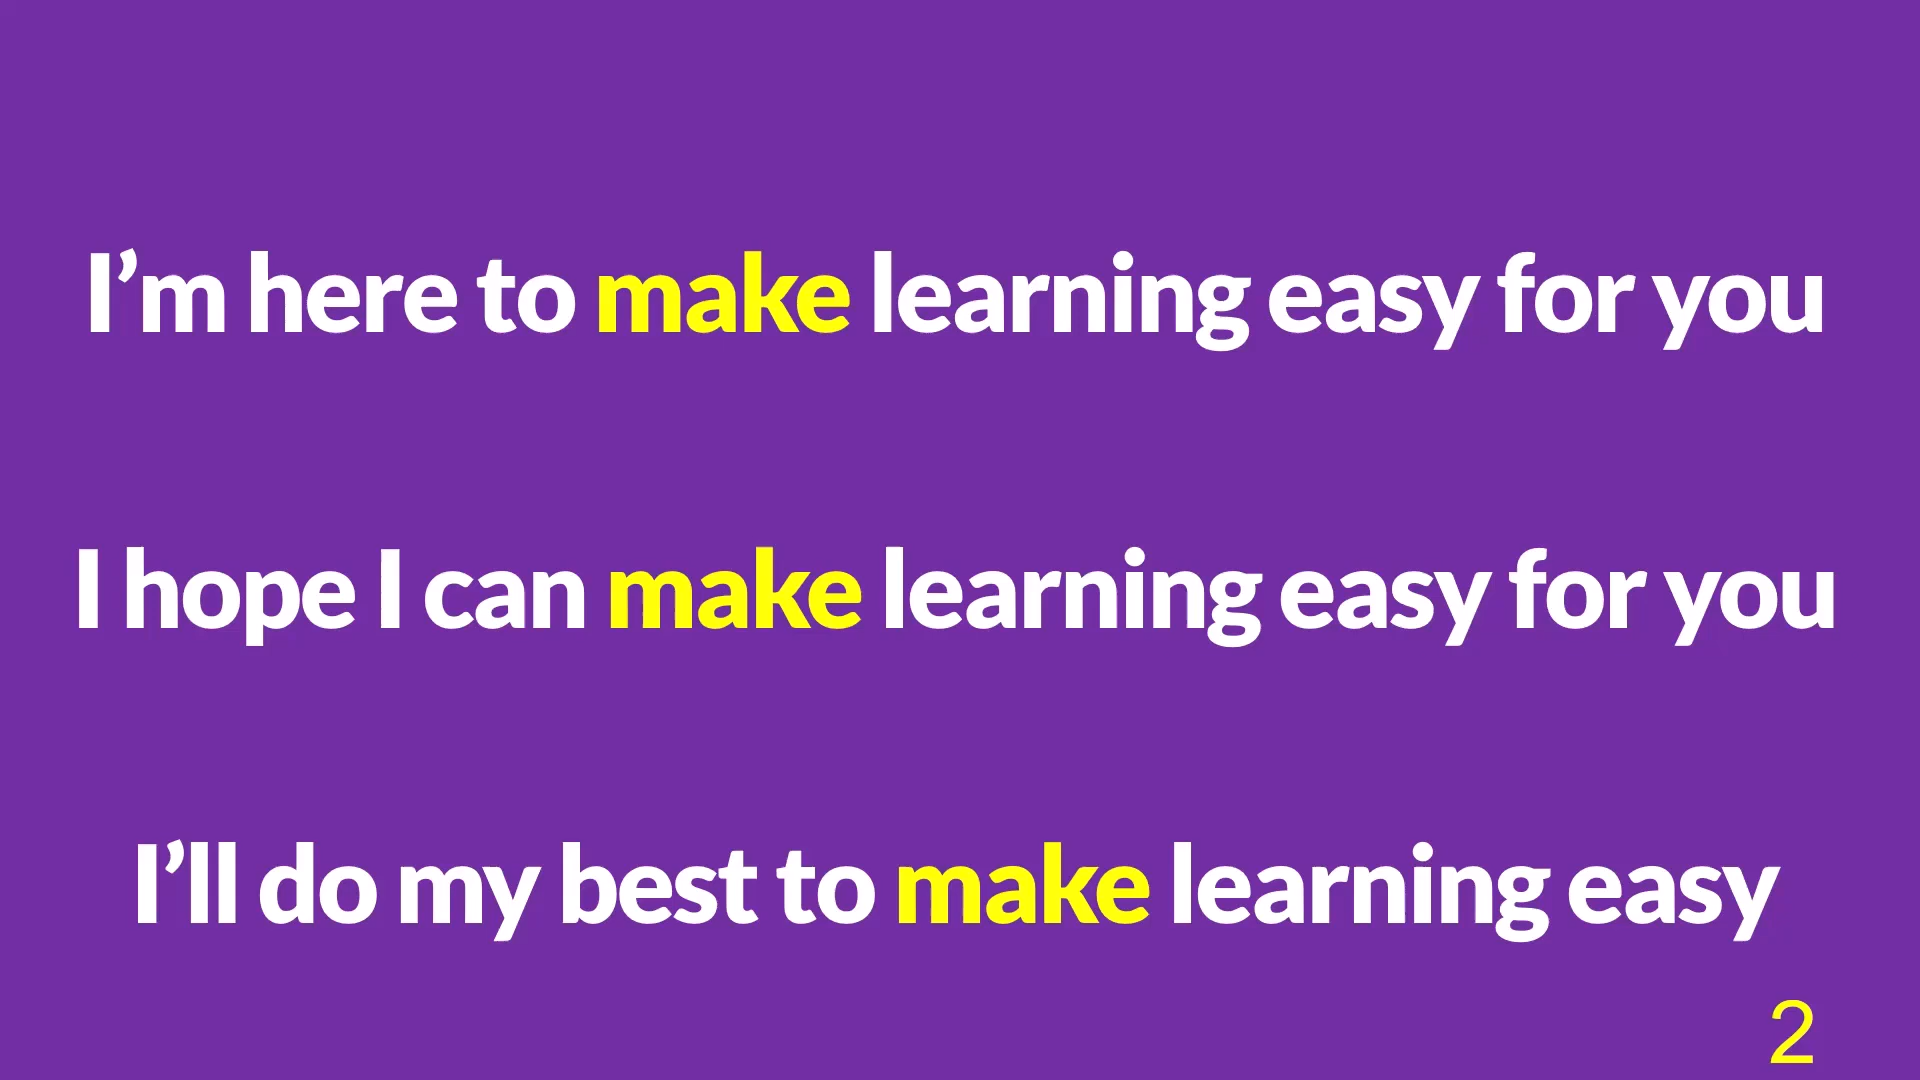 I’m here to make learning easy for you
I hope I can make learning easy for you
I’ll do my best to make learning easy
2